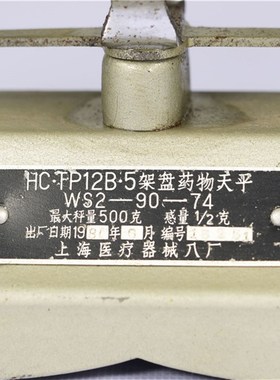 HC·TP12B·5架盘药物天平
WS2—90—74
最大秤量500克 感量1/2克
出厂日期19 年 月 编号
上海医疗器械八厂